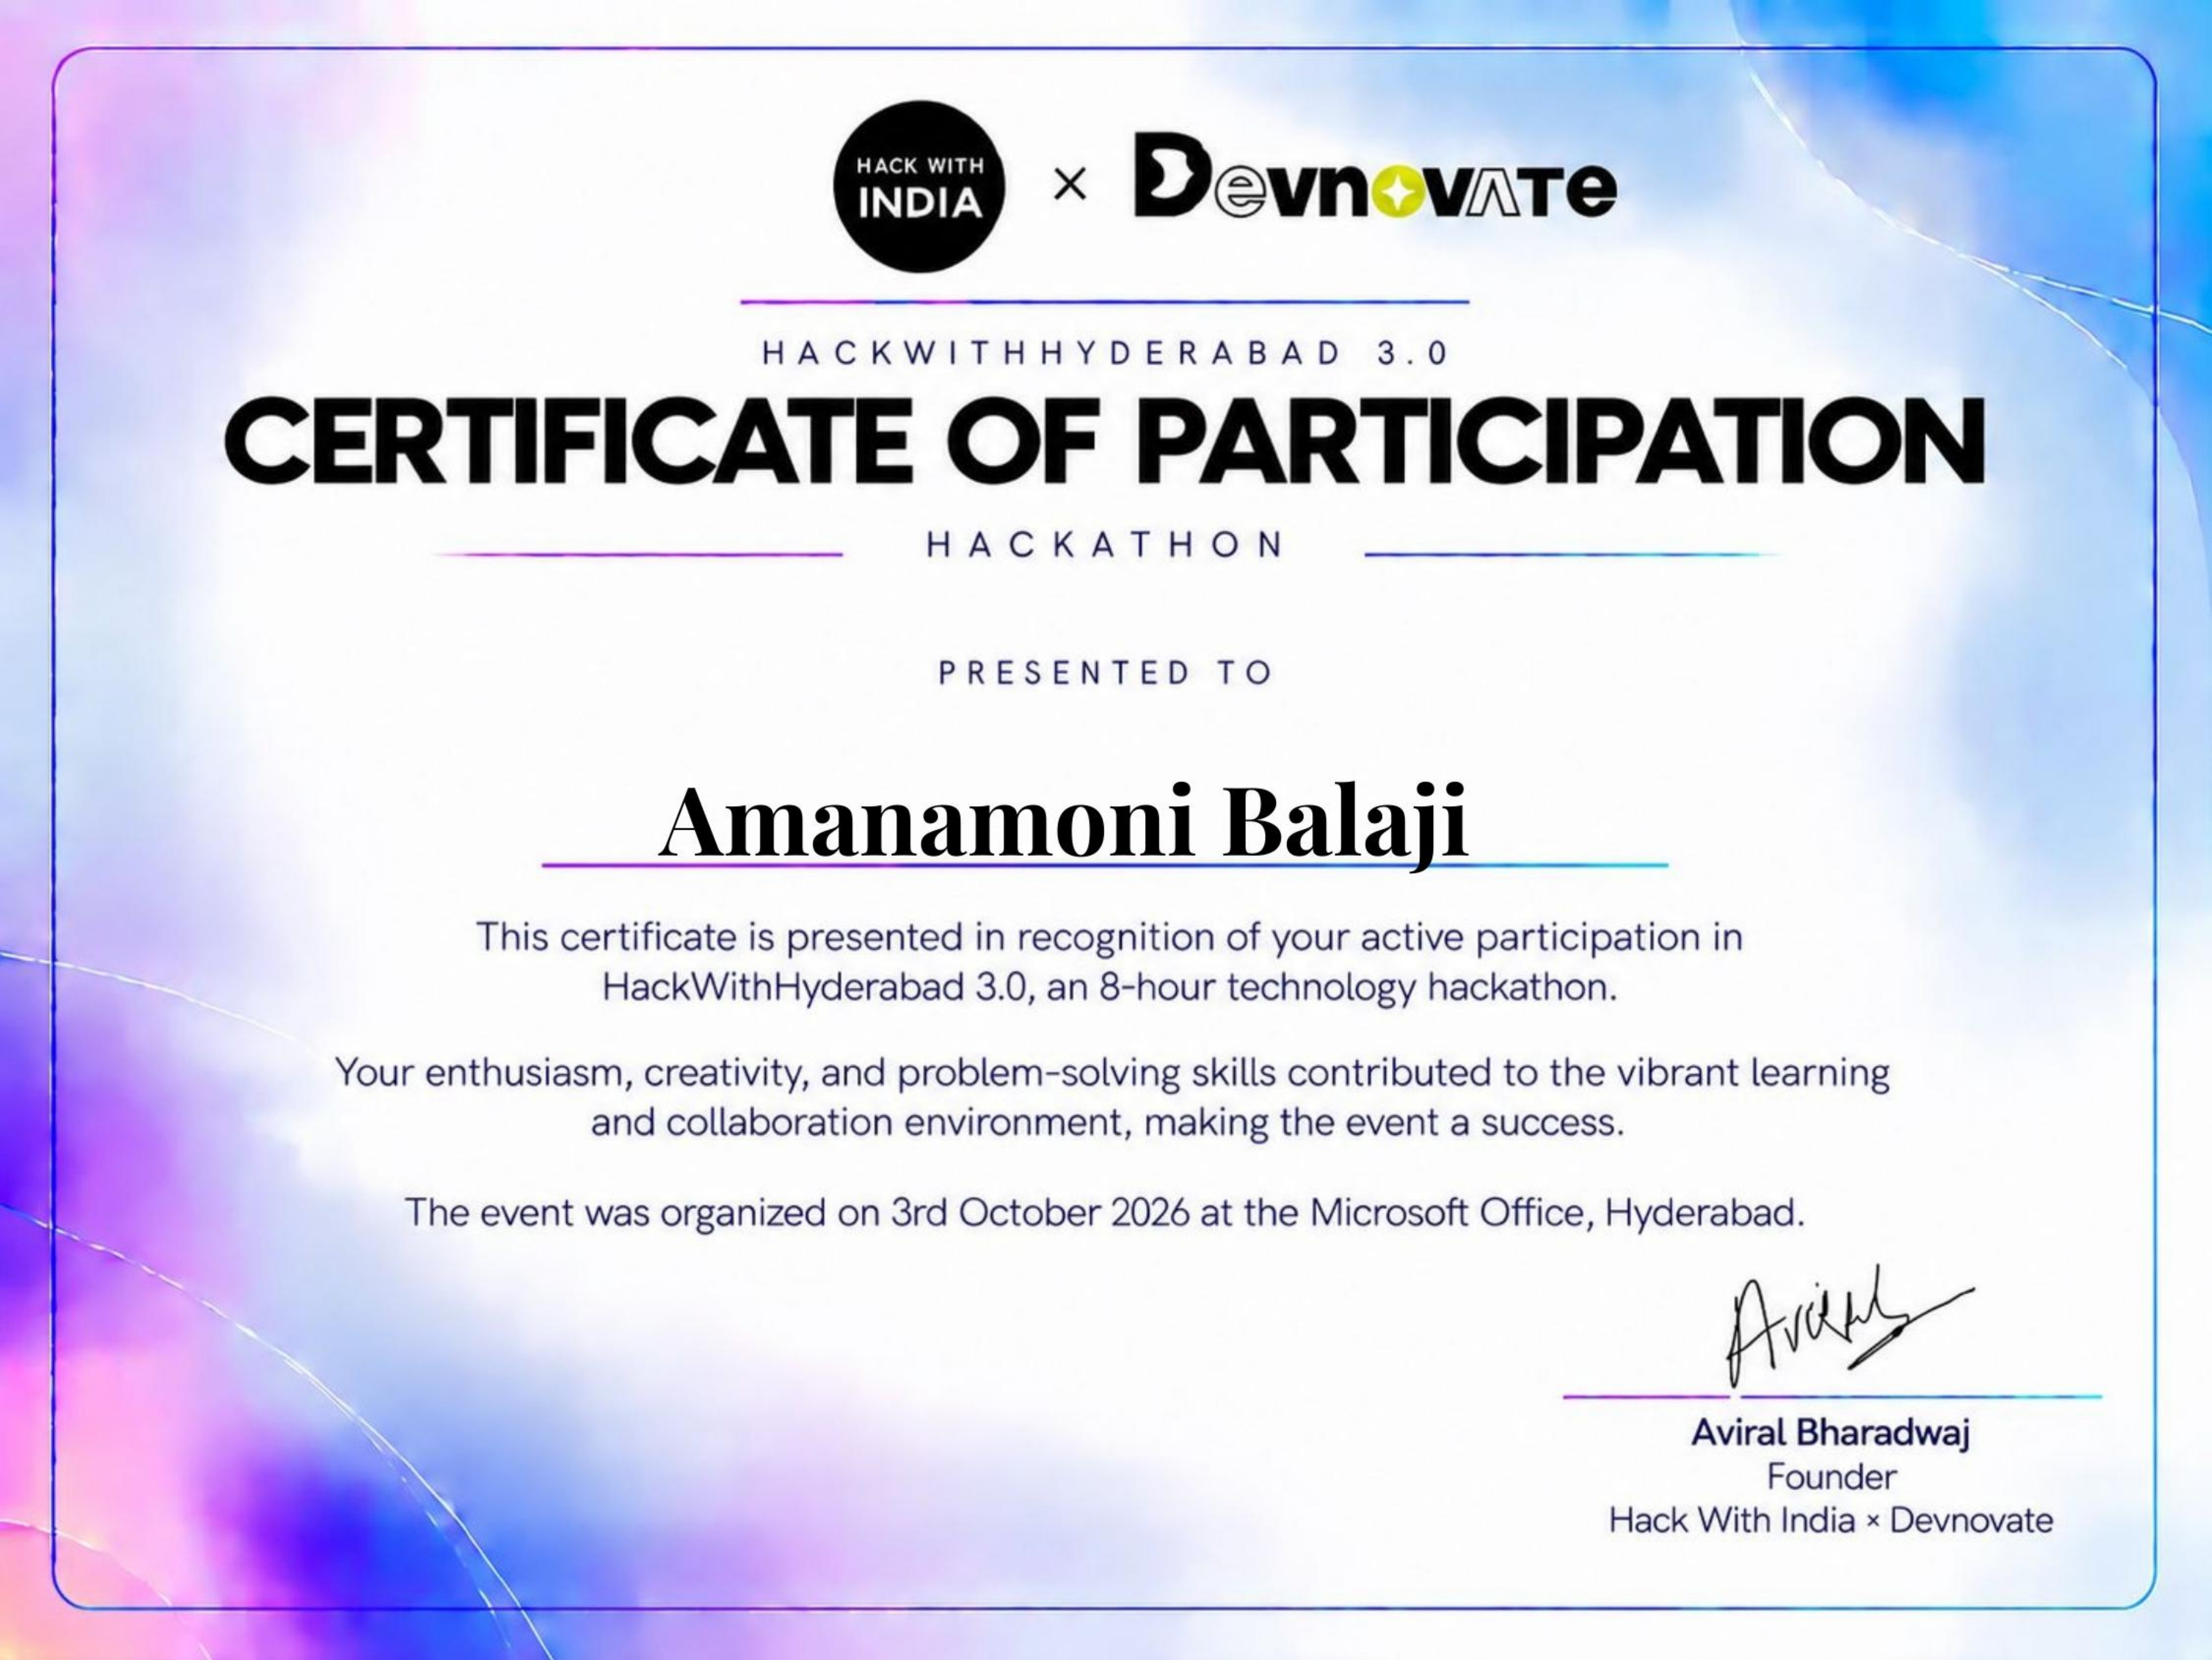 HACK WITH
INDIA
× Devnovate
HACKWITHHYDERABAD 3.0
CERTIFICATE OF PARTICIPATION
HACKATHON
PRESENTED TO
Amanamoni Balaji
This certificate is presented in recognition of your active participation in
HackWithHyderabad 3.0, an 8-hour technology hackathon.
Your enthusiasm, creativity, and problem-solving skills contributed to the vibrant learning
and collaboration environment, making the event a success.
The event was organized on 3rd October 2026 at the Microsoft Office, Hyderabad.
Aviral
Aviral Bharadwaj
Founder
Hack With India × Devnovate